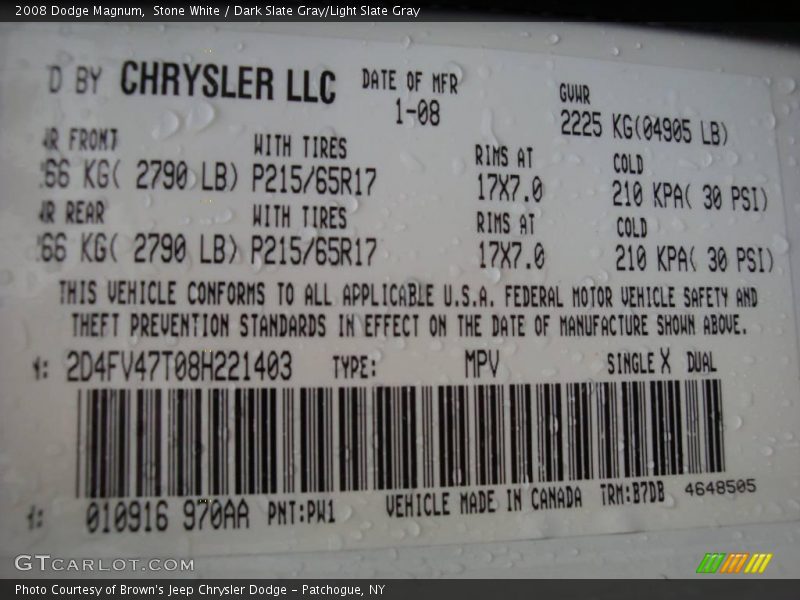 2008 Dodge Magnum, Stone White / Dark Slate Gray/Light Slate Gray
D BY CHRYSLER LLC DATE OF MFR GVWR
1-08 2225 KG(04905 LB)
WR FRONT WITH TIRES RIMS AT COLD
66 KG( 2790 LB) P215/65R17 17X7.0 210 KPA( 30 PSI)
WR REAR WITH TIRES RIMS AT COLD
66 KG( 2790 LB) P215/65R17 17X7.0 210 KPA( 30 PSI)
THIS VEHICLE CONFORMS TO ALL APPLICABLE U.S.A. FEDERAL MOTOR VEHICLE SAFETY AND
THEFT PREVENTION STANDARDS IN EFFECT ON THE DATE OF MANUFACTURE SHOWN ABOVE.
: 2D4FV47T08H221403 TYPE: MPV SINGLE X DUAL
: 010916 970AA PNT:PW1 VEHICLE MADE IN CANADA TRM:B7DB 4648505
GTCARLOT.COM
Photo Courtesy of Brown's Jeep Chrysler Dodge – Patchogue, NY